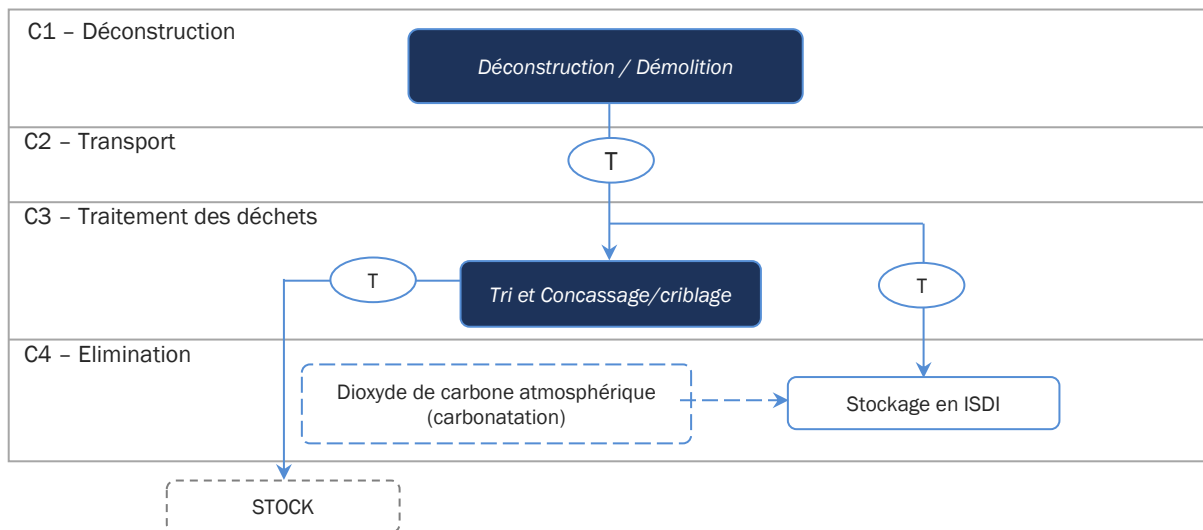 C1 – Déconstruction
Déconstruction / Démolition
C2 – Transport
T
C3 – Traitement des déchets
T
Tri et Concassage/criblage
T
C4 – Elimination
Dioxyde de carbone atmosphérique
(carbonatation)
Stockage en ISDI
STOCK